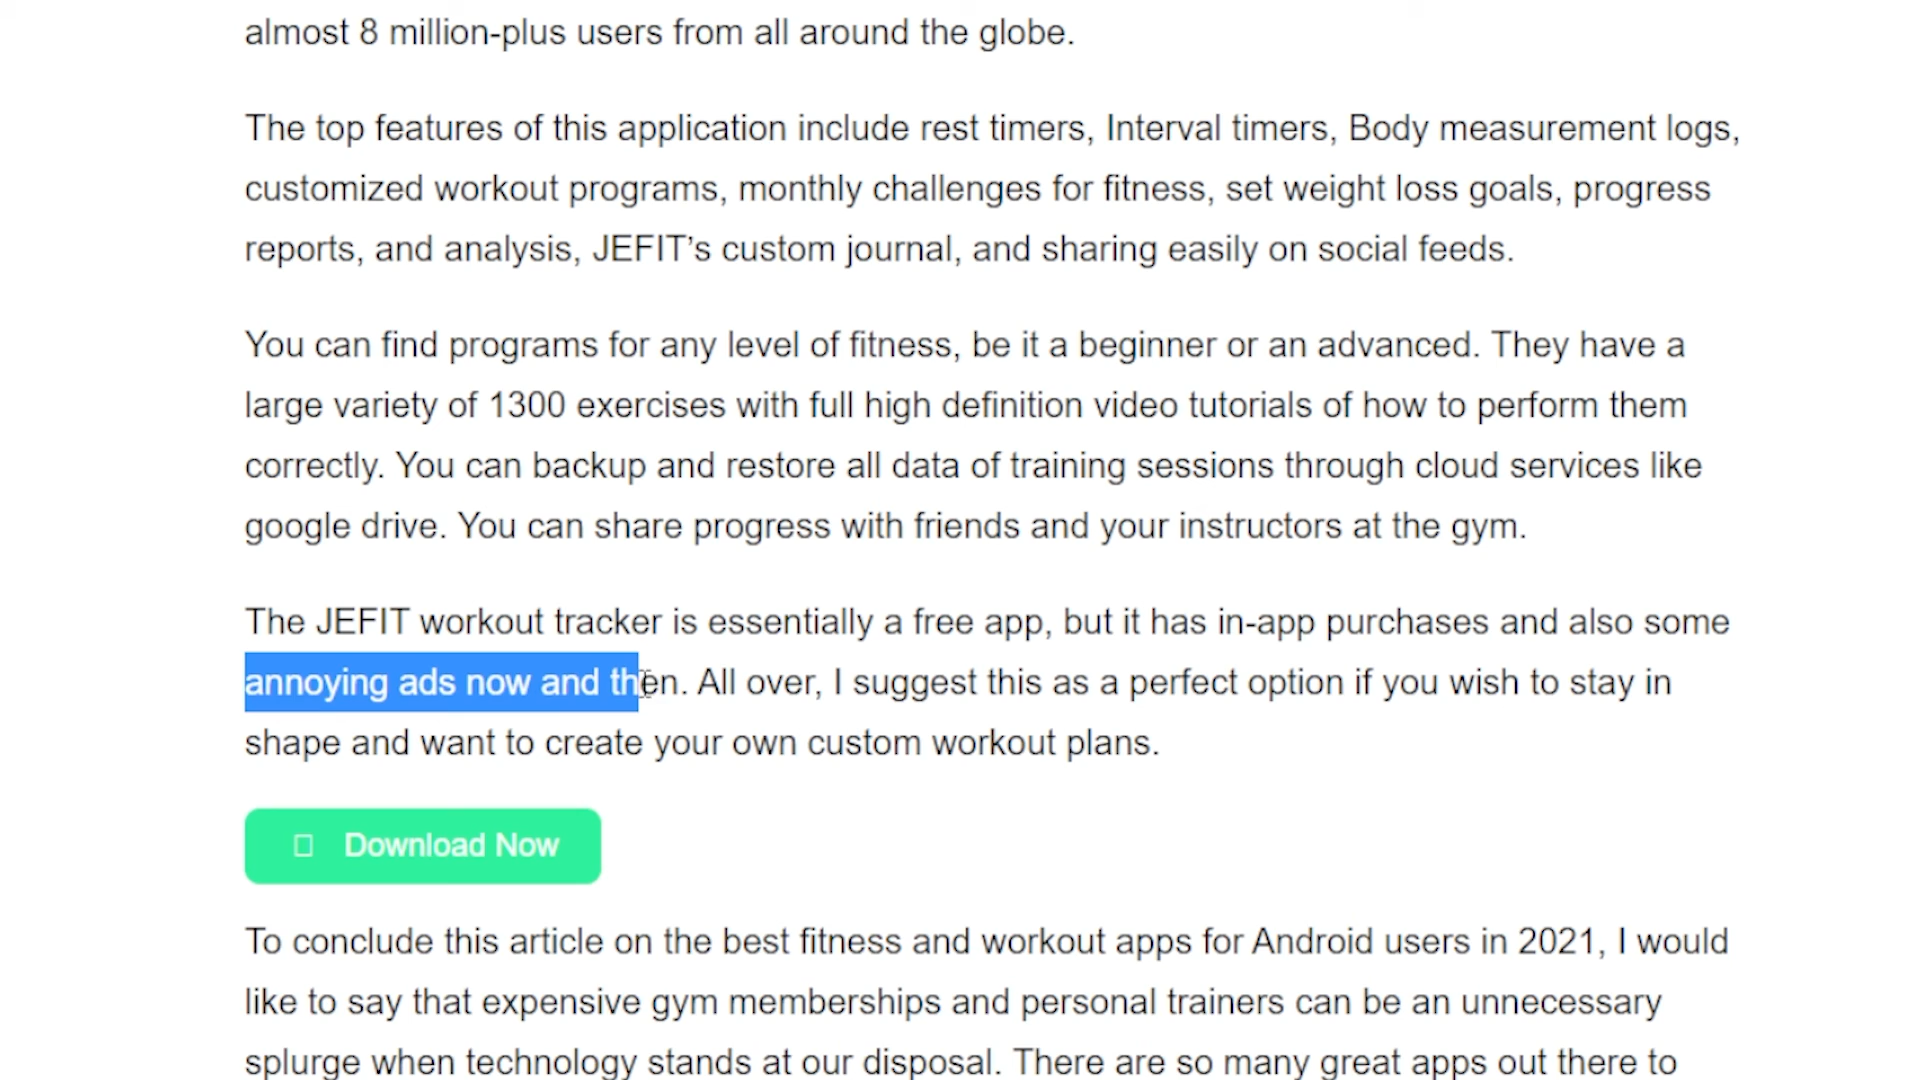 almost 8 million-plus users from all around the globe.
The top features of this application include rest timers, Interval timers, Body measurement logs,
customized workout programs, monthly challenges for fitness, set weight loss goals, progress
reports, and analysis, JEFIT’s custom journal, and sharing easily on social feeds.
You can find programs for any level of fitness, be it a beginner or an advanced. They have a
large variety of 1300 exercises with full high definition video tutorials of how to perform them
correctly. You can backup and restore all data of training sessions through cloud services like
google drive. You can share progress with friends and your instructors at the gym.
The JEFIT workout tracker is essentially a free app, but it has in-app purchases and also some
annoying ads now and then. All over, I suggest this as a perfect option if you wish to stay in
shape and want to create your own custom workout plans.
Download Now
To conclude this article on the best fitness and workout apps for Android users in 2021, I would
like to say that expensive gym memberships and personal trainers can be an unnecessary
splurge when technology stands at our disposal. There are so many great apps out there to